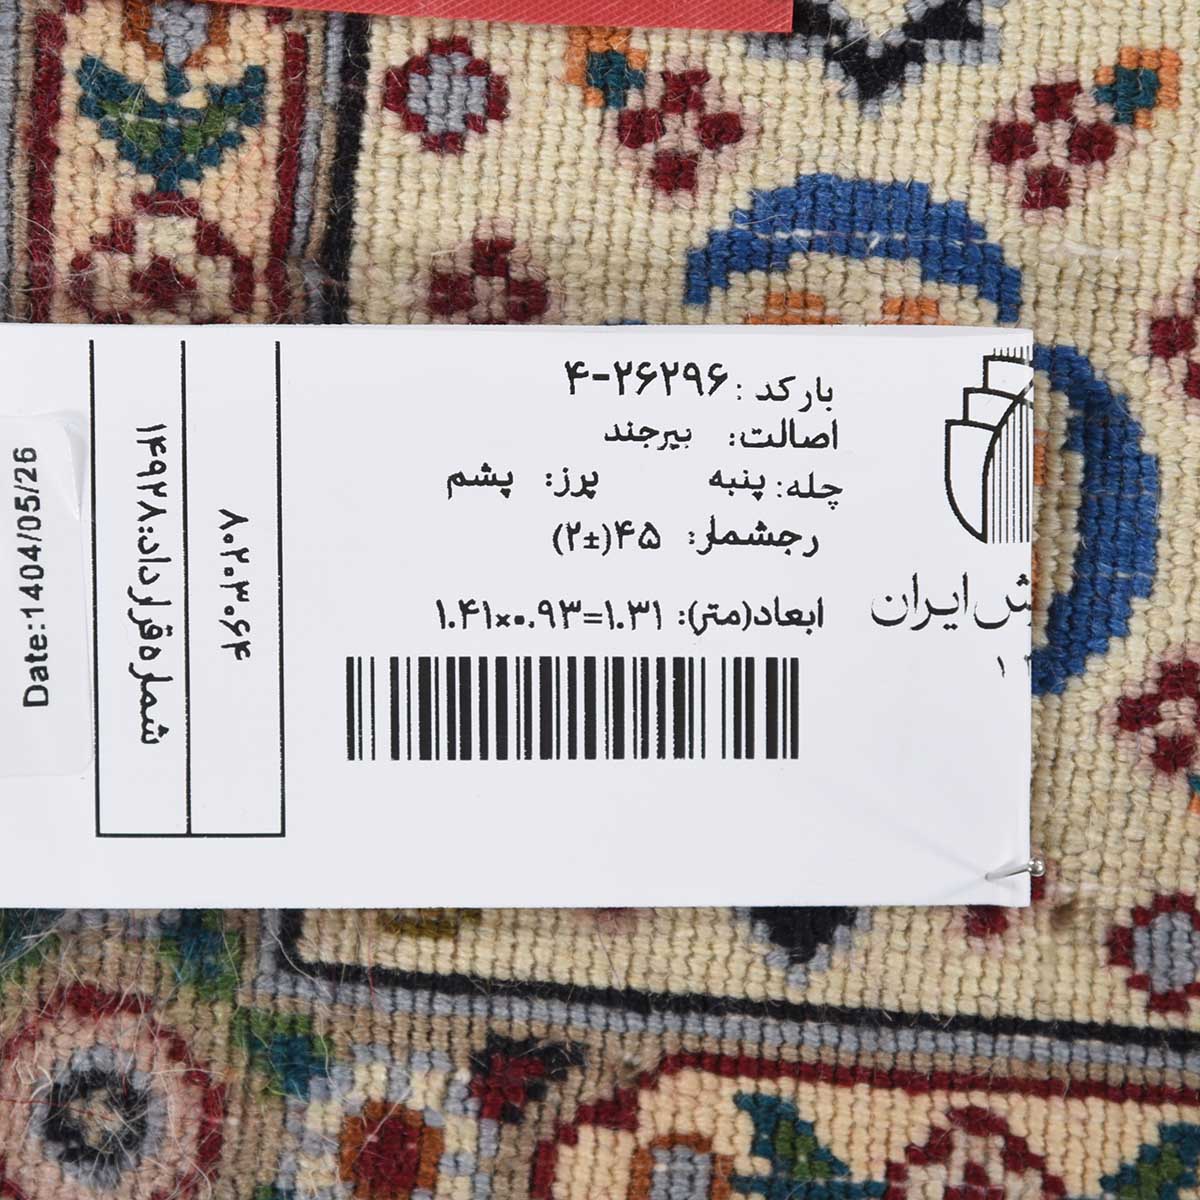 بارکد : ۴-۲۶۲۹۶
اصالت: بیرجند
چله: پنبه پرز: پشم
رجشمار: ۴۵(±۲)
ابعاد(متر): ۱.۴۱×۰.۹۳=۱.۳۱
ش ایران
شماره قرارداد: ۱۴۹۲۸
۸۰۲۰۳۰۶۴
Date:1404/05/26